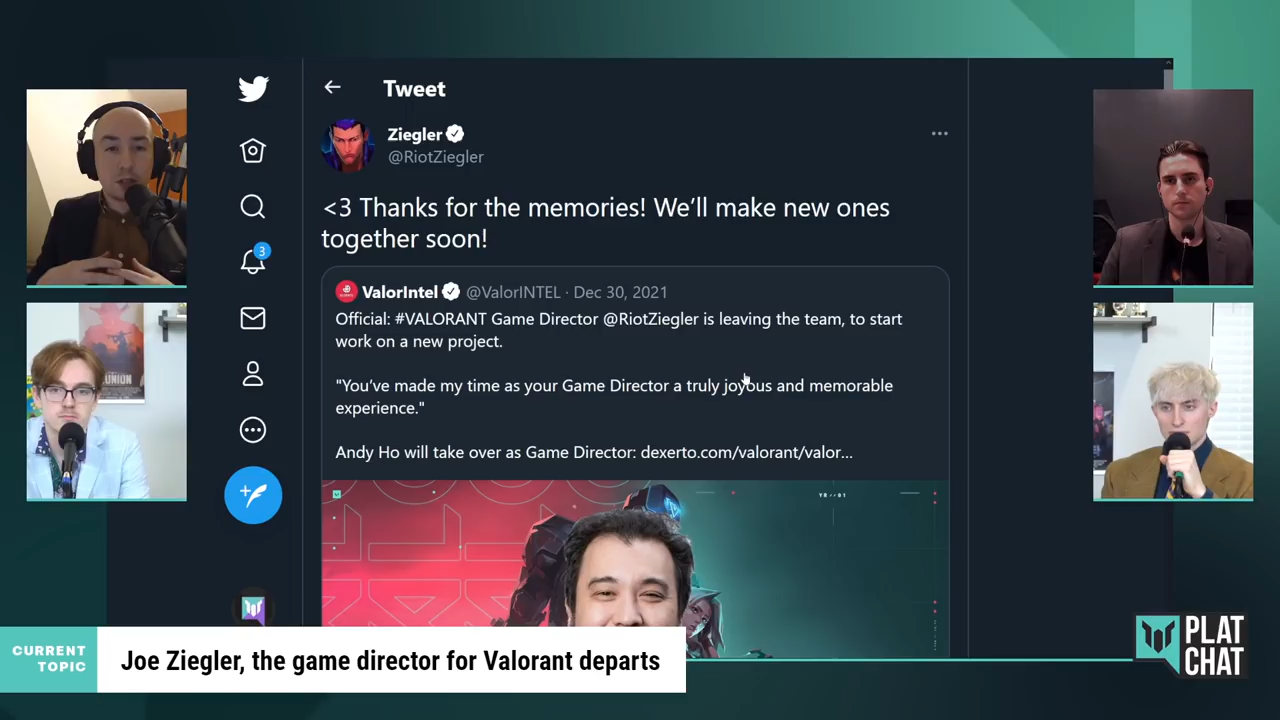 Tweet
Ziegler
@RiotZiegler
<3 Thanks for the memories! We’ll make new ones
together soon!
3
ValorIntel @ValorINTEL · Dec 30, 2021
Official: #VALORANT Game Director @RiotZiegler is leaving the team, to start
work on a new project.
"You’ve made my time as your Game Director a truly joyous and memorable
experience."
Andy Ho will take over as Game Director: dexerto.com/valorant/valor...
YR // 01
UNION
CURRENT
TOPIC
Joe Ziegler, the game director for Valorant departs
PLAT
CHAT